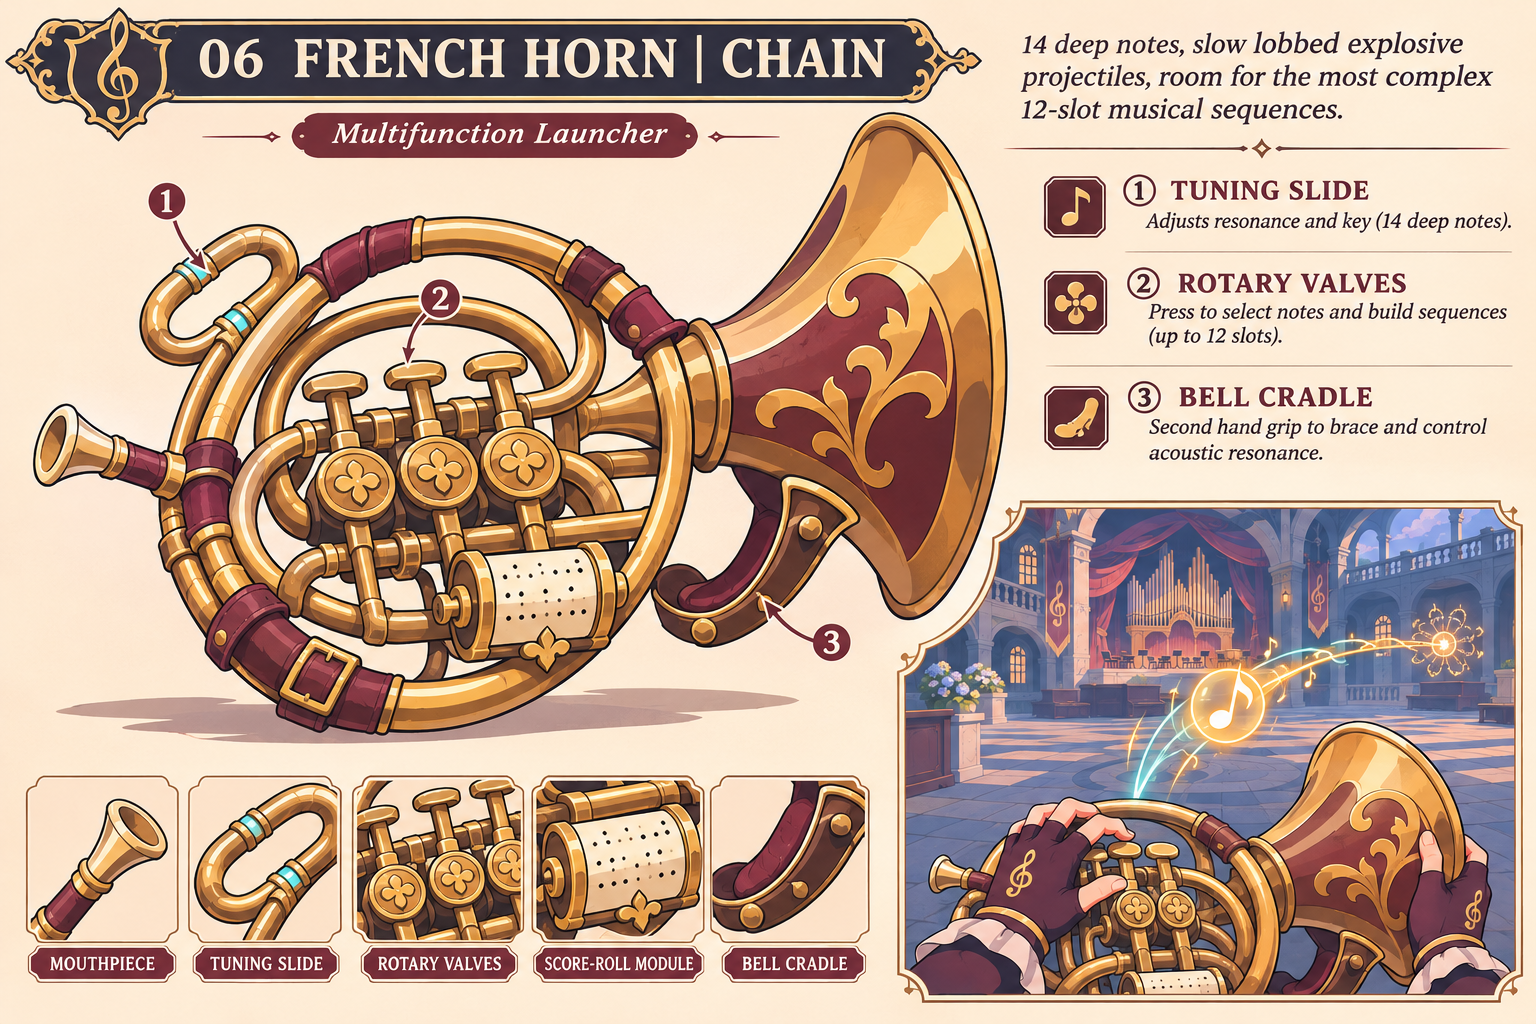 06 FRENCH HORN | CHAIN
Multifunction Launcher
14 deep notes, slow lobbed explosive
projectiles, room for the most complex
12-slot musical sequences.
1 TUNING SLIDE
Adjusts resonance and key (14 deep notes).
2 ROTARY VALVES
Press to select notes and build sequences
(up to 12 slots).
3 BELL CRADLE
Second hand grip to brace and control
acoustic resonance.
1
2
3
MOUTHPIECE
TUNING SLIDE
ROTARY VALVES
SCORE-ROLL MODULE
BELL CRADLE